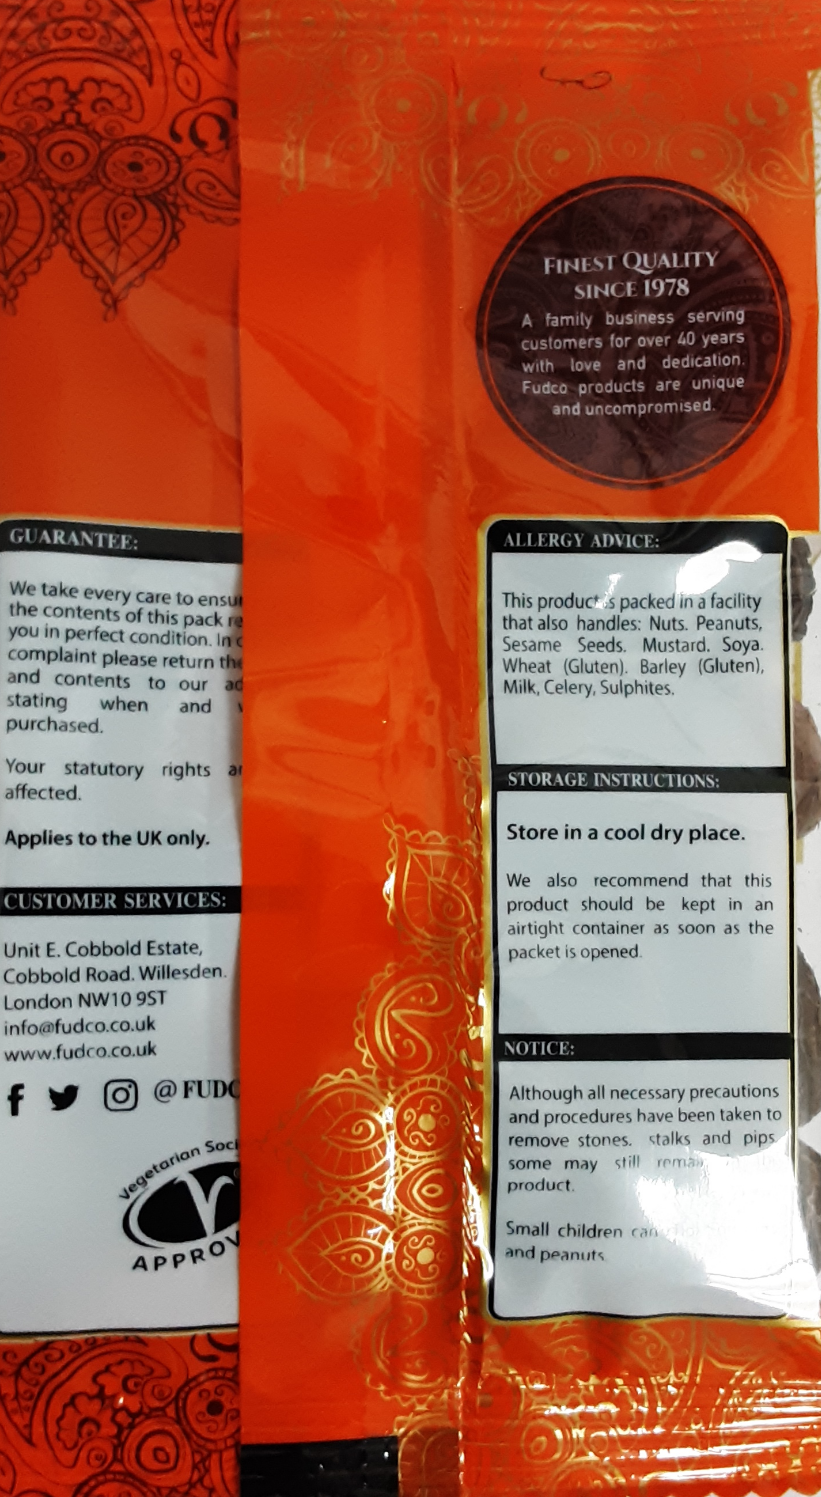 GUARANTEE:
We take every care to
the contents of this pack
you in perfect condition.
complaint please return
and contents to our
stating when and
purchased.
Your statutory rights
affected.
Applies to the UK only.
CUSTOMER SERVICES:
Unit E. Cobbold Estate,
Cobbold Road. Willesden.
London NW10 9ST
info@fudco.co.uk
www.fudco.co.uk
@
Vegetarian
FINEST QUALITY
SINCE 1978
A family business serving
customers for over 40 years
with love and dedication.
Fudco products are unique
and uncompromised.
ALLERGY ADVICE:
This product is packed in a facility
that also handles: Nuts. Peanuts,
Sesame Seeds. Mustard. Soya.
Wheat (Gluten). Barley (Gluten),
Milk, Celery, Sulphites.
STORAGE INSTRUCTIONS:
Store in a cool dry place.
We also recommend that this
product should be kept in an
airtight container as soon as the
packet is opened.
NOTICE:
Although all necessary precautions
and procedures have been taken to
remove stones. stalks and pips
some may still
product.
Small children
and peanuts.